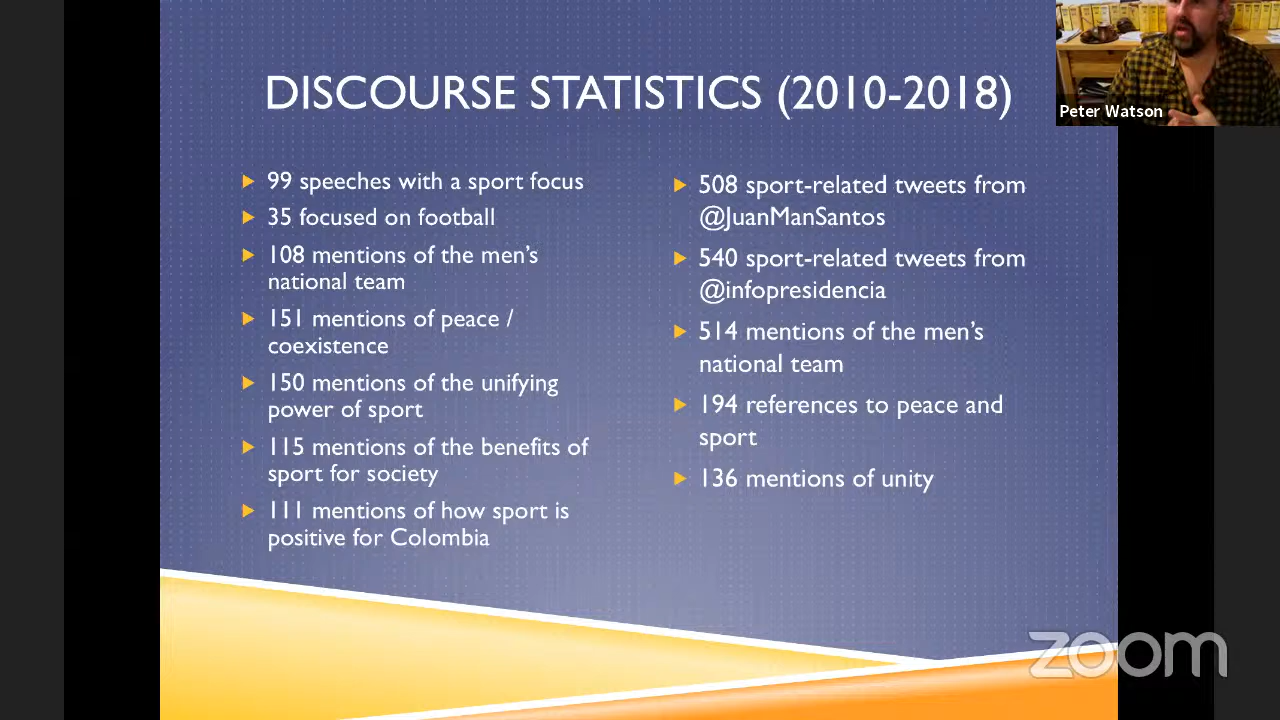 DISCOURSE STATISTICS (2010-2018)
Peter Watson
99 speeches with a sport focus
35 focused on football
108 mentions of the men's
national team
151 mentions of peace /
coexistence
150 mentions of the unifying
power of sport
115 mentions of the benefits of
sport for society
111 mentions of how sport is
positive for Colombia
508 sport-related tweets from
@JuanManSantos
540 sport-related tweets from
@infopresidencia
514 mentions of the men's
national team
194 references to peace and
sport
136 mentions of unity
zoom